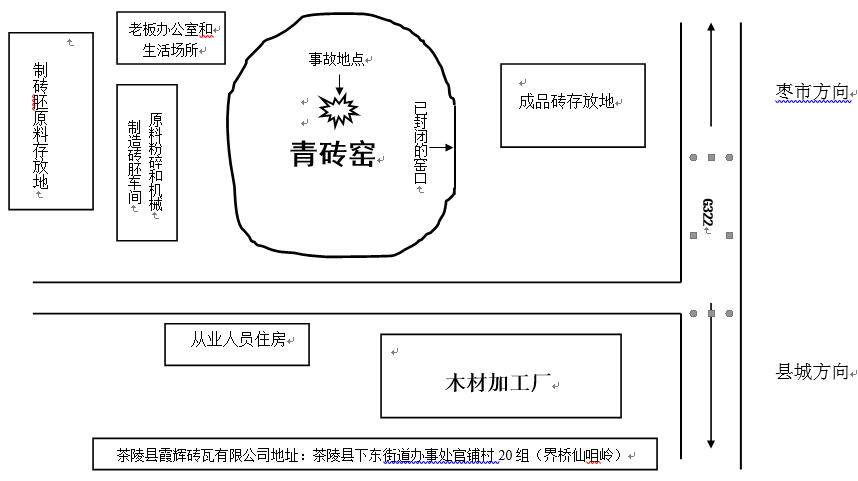 老板办公室和
生活场所
制砖胚原料存放地
原料粉碎和机械
制造砖胚车间
事故地点
青砖窑
已封闭的窑口
成品砖存放地
枣市方向
G322
县城方向
从业人员住房
木材加工厂
茶陵县霞辉砖瓦有限公司地址：茶陵县下东街道办事处官铺村 20 组（界桥仙咀岭）